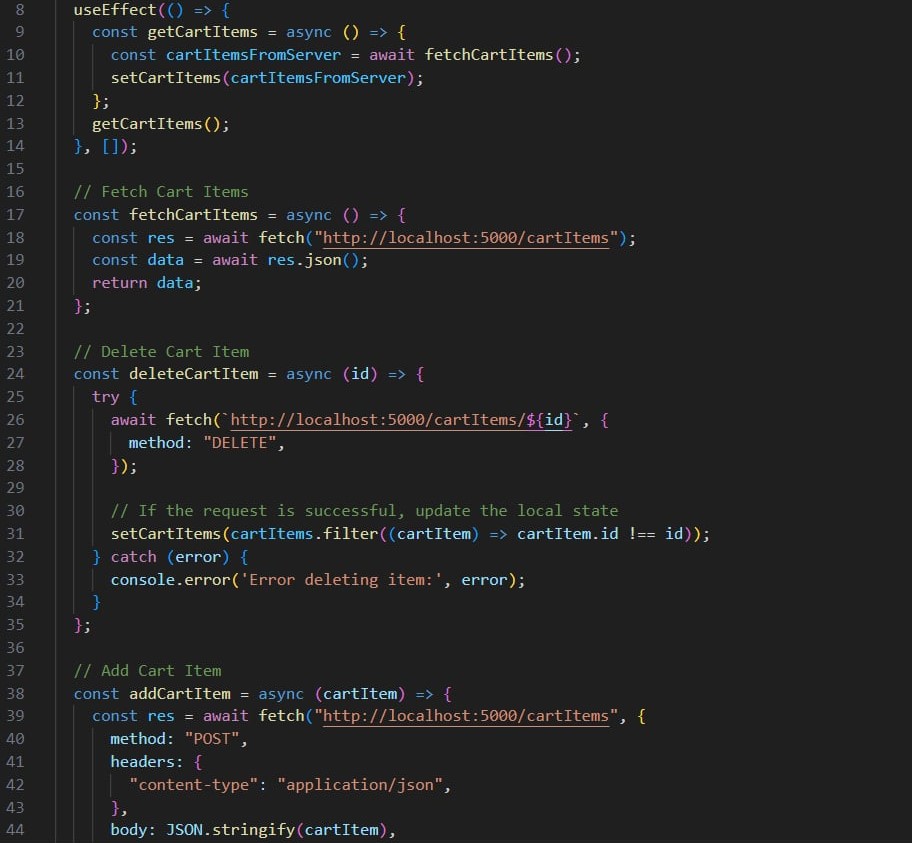 8 useEffect(() => {
9 const getCartItems = async () => {
10 const cartItemsFromServer = await fetchCartItems();
11 setCartItems(cartItemsFromServer);
12 };
13 getCartItems();
14 }, []);
15
16 // Fetch Cart Items
17 const fetchCartItems = async () => {
18 const res = await fetch("http://localhost:5000/cartItems");
19 const data = await res.json();
20 return data;
21 };
22
23 // Delete Cart Item
24 const deleteCartItem = async (id) => {
25 try {
26 await fetch(`http://localhost:5000/cartItems/${id}`, {
27 method: "DELETE",
28 });
29
30 // If the request is successful, update the local state
31 setCartItems(cartItems.filter((cartItem) => cartItem.id !== id));
32 } catch (error) {
33 console.error('Error deleting item:', error);
34 }
35 };
36
37 // Add Cart Item
38 const addCartItem = async (cartItem) => {
39 const res = await fetch("http://localhost:5000/cartItems", {
40 method: "POST",
41 headers: {
42 "content-type": "application/json",
43 },
44 body: JSON.stringify(cartItem),